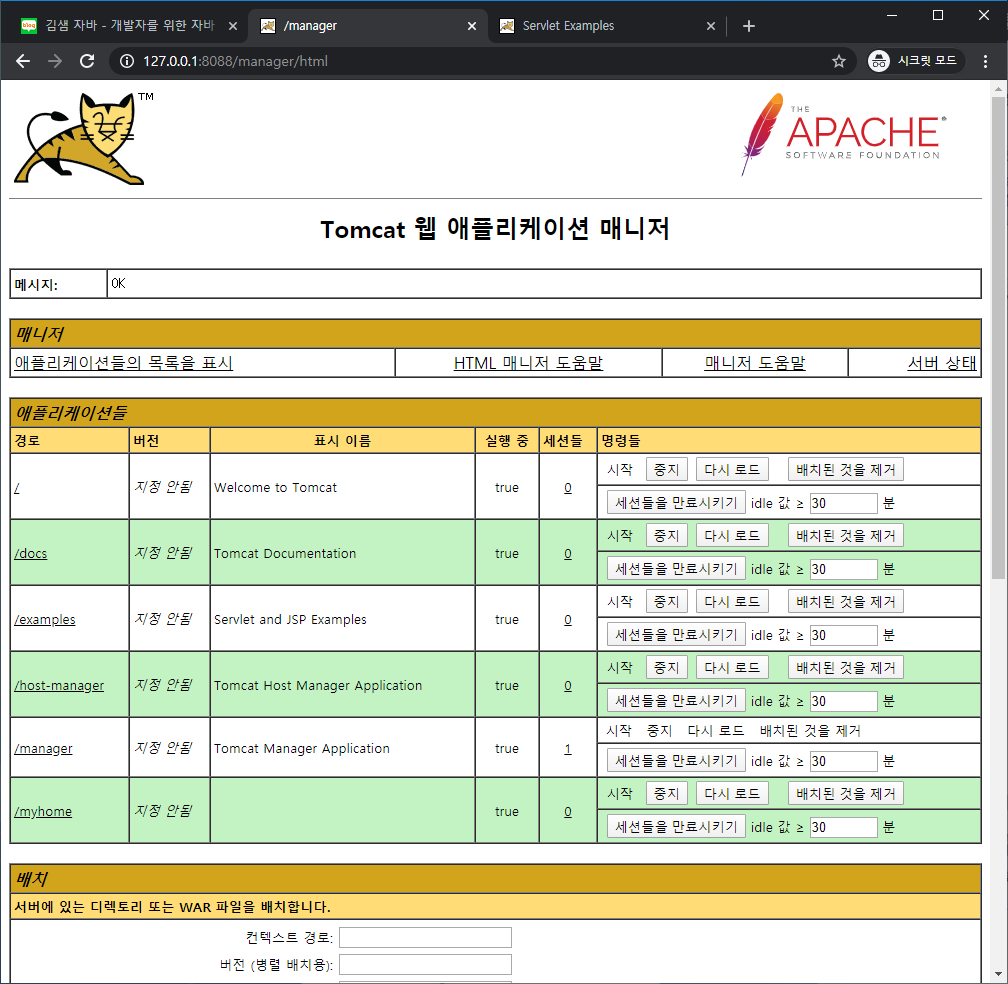 blog 김샘 자바 - 개발자를 위한 자바
/manager
Servlet Examples
127.0.0.1:8088/manager/html
시크릿 모드
TM
THE
APACHE®
SOFTWARE FOUNDATION
Tomcat 웹 애플리케이션 매니저
메시지: OK
매니저
애플리케이션들의 목록을 표시 HTML 매니저 도움말 매니저 도움말 서버 상태
애플리케이션들
경로 버전 표시 이름 실행 중 세션들 명령들
/ 지정 안됨 Welcome to Tomcat true 0 시작 중지 다시 로드 배치된 것을 제거
세션들을 만료시키기 idle 값 ≥ 30 분
/docs 지정 안됨 Tomcat Documentation true 0 시작 중지 다시 로드 배치된 것을 제거
세션들을 만료시키기 idle 값 ≥ 30 분
/examples 지정 안됨 Servlet and JSP Examples true 0 시작 중지 다시 로드 배치된 것을 제거
세션들을 만료시키기 idle 값 ≥ 30 분
/host-manager 지정 안됨 Tomcat Host Manager Application true 0 시작 중지 다시 로드 배치된 것을 제거
세션들을 만료시키기 idle 값 ≥ 30 분
/manager 지정 안됨 Tomcat Manager Application true 1 시작 중지 다시 로드 배치된 것을 제거
세션들을 만료시키기 idle 값 ≥ 30 분
/myhome 지정 안됨 true 0 시작 중지 다시 로드 배치된 것을 제거
세션들을 만료시키기 idle 값 ≥ 30 분
배치
서버에 있는 디렉토리 또는 WAR 파일을 배치합니다.
컨텍스트 경로:
버전 (병렬 배치용):